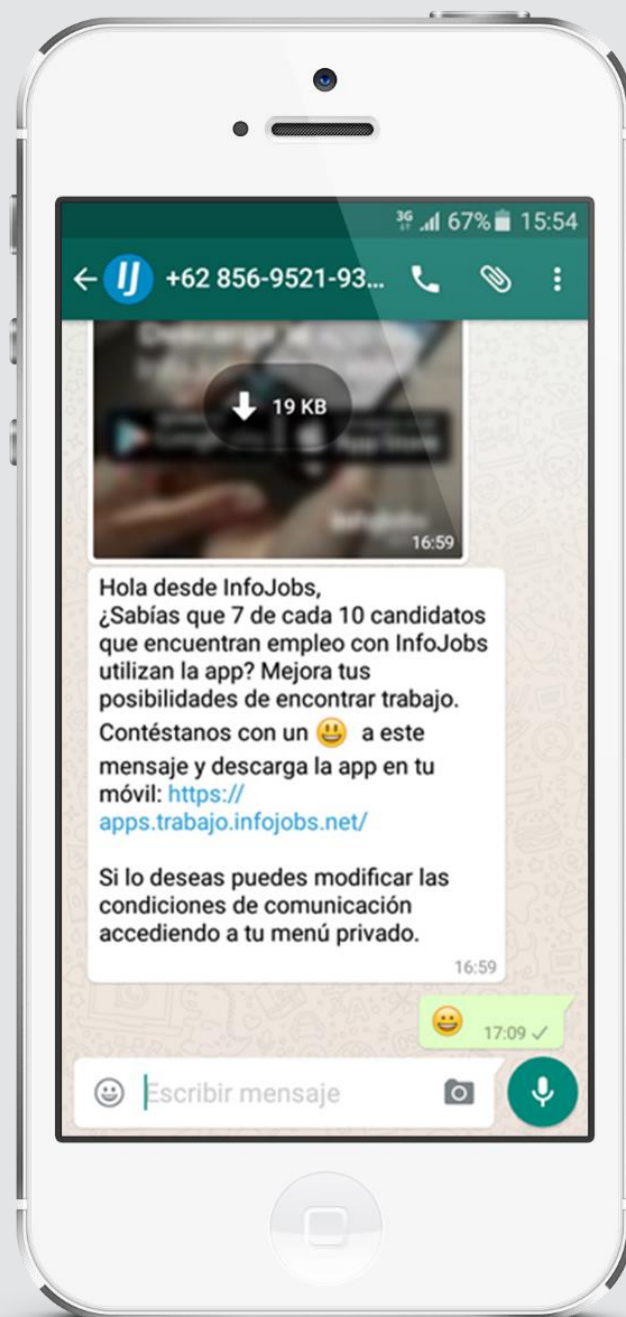 3G 67% 15:54
IJ +62 856-9521-93...
19 KB
16:59
Hola desde InfoJobs,
¿Sabías que 7 de cada 10 candidatos
que encuentran empleo con InfoJobs
utilizan la app? Mejora tus
posibilidades de encontrar trabajo.
Contéstanos con un 😃 a este
mensaje y descarga la app en tu
móvil: https://
apps.trabajo.infojobs.net/
Si lo deseas puedes modificar las
condiciones de comunicación
accediendo a tu menú privado.
16:59
😀 17:09
Escribir mensaje